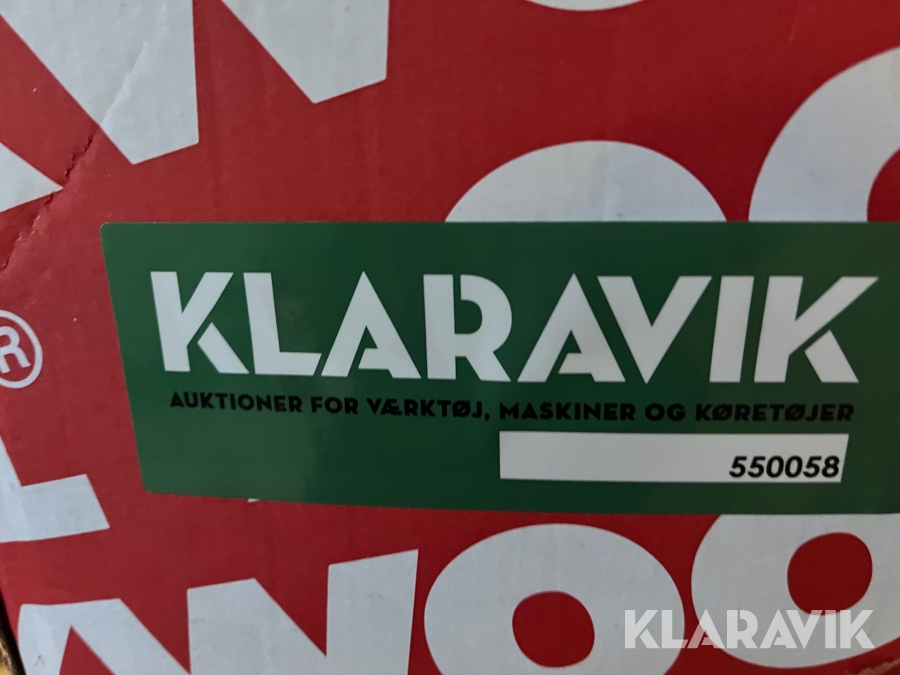 ®
KLARAVIK
AUKTIONER FOR VÆRKTØJ, MASKINER OG KØRETØJER
550058
KLARAVIK